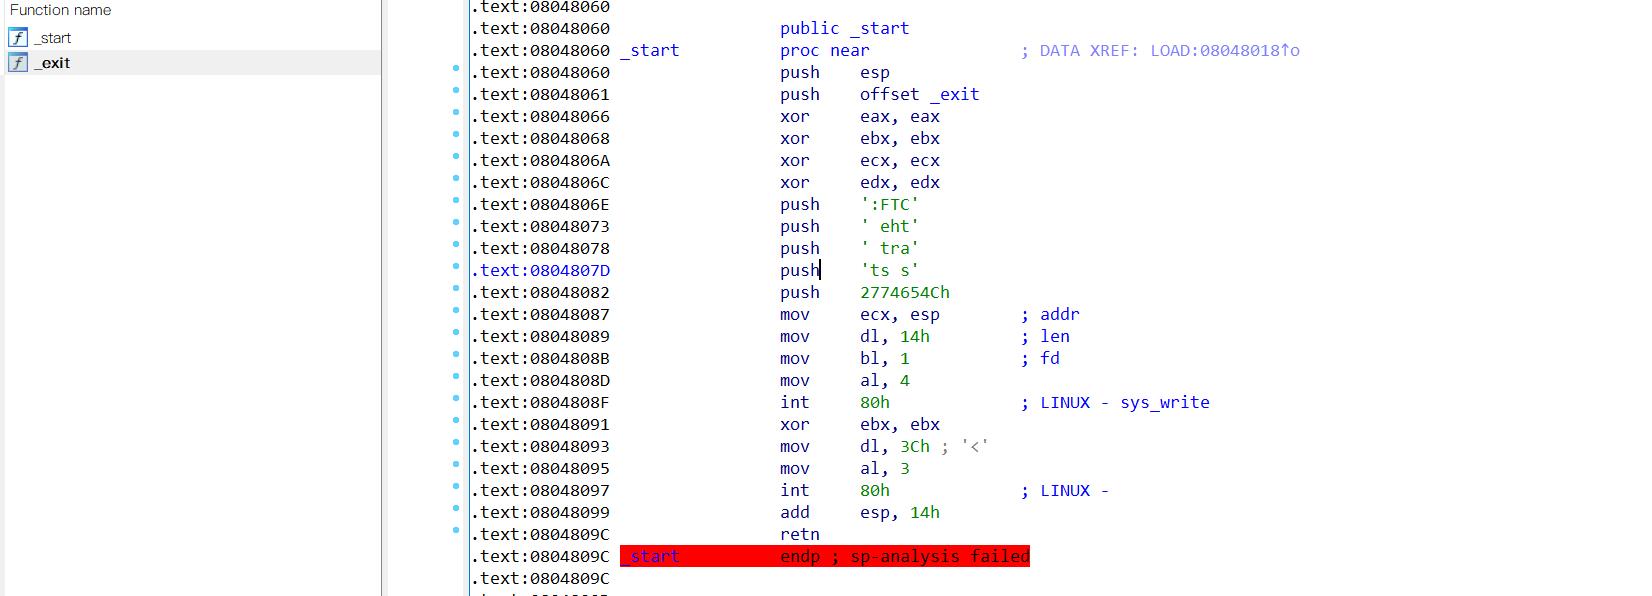 Function name
f _start
f _exit
.text:08048060
.text:08048060 public _start
.text:08048060 _start proc near ; DATA XREF: LOAD:08048018↑o
.text:08048060 push esp
.text:08048061 push offset _exit
.text:08048066 xor eax, eax
.text:08048068 xor ebx, ebx
.text:0804806A xor ecx, ecx
.text:0804806C xor edx, edx
.text:0804806E push ':FTC'
.text:08048073 push ' eht'
.text:08048078 push ' tra'
.text:0804807D push 'ts s'
.text:08048082 push 2774654Ch
.text:08048087 mov ecx, esp ; addr
.text:08048089 mov dl, 14h ; len
.text:0804808B mov bl, 1 ; fd
.text:0804808D mov al, 4
.text:0804808F int 80h ; LINUX - sys_write
.text:08048091 xor ebx, ebx
.text:08048093 mov dl, 3Ch ; '<'
.text:08048095 mov al, 3
.text:08048097 int 80h ; LINUX -
.text:08048099 add esp, 14h
.text:0804809C retn
.text:0804809C _start endp ; sp-analysis failed
.text:0804809C